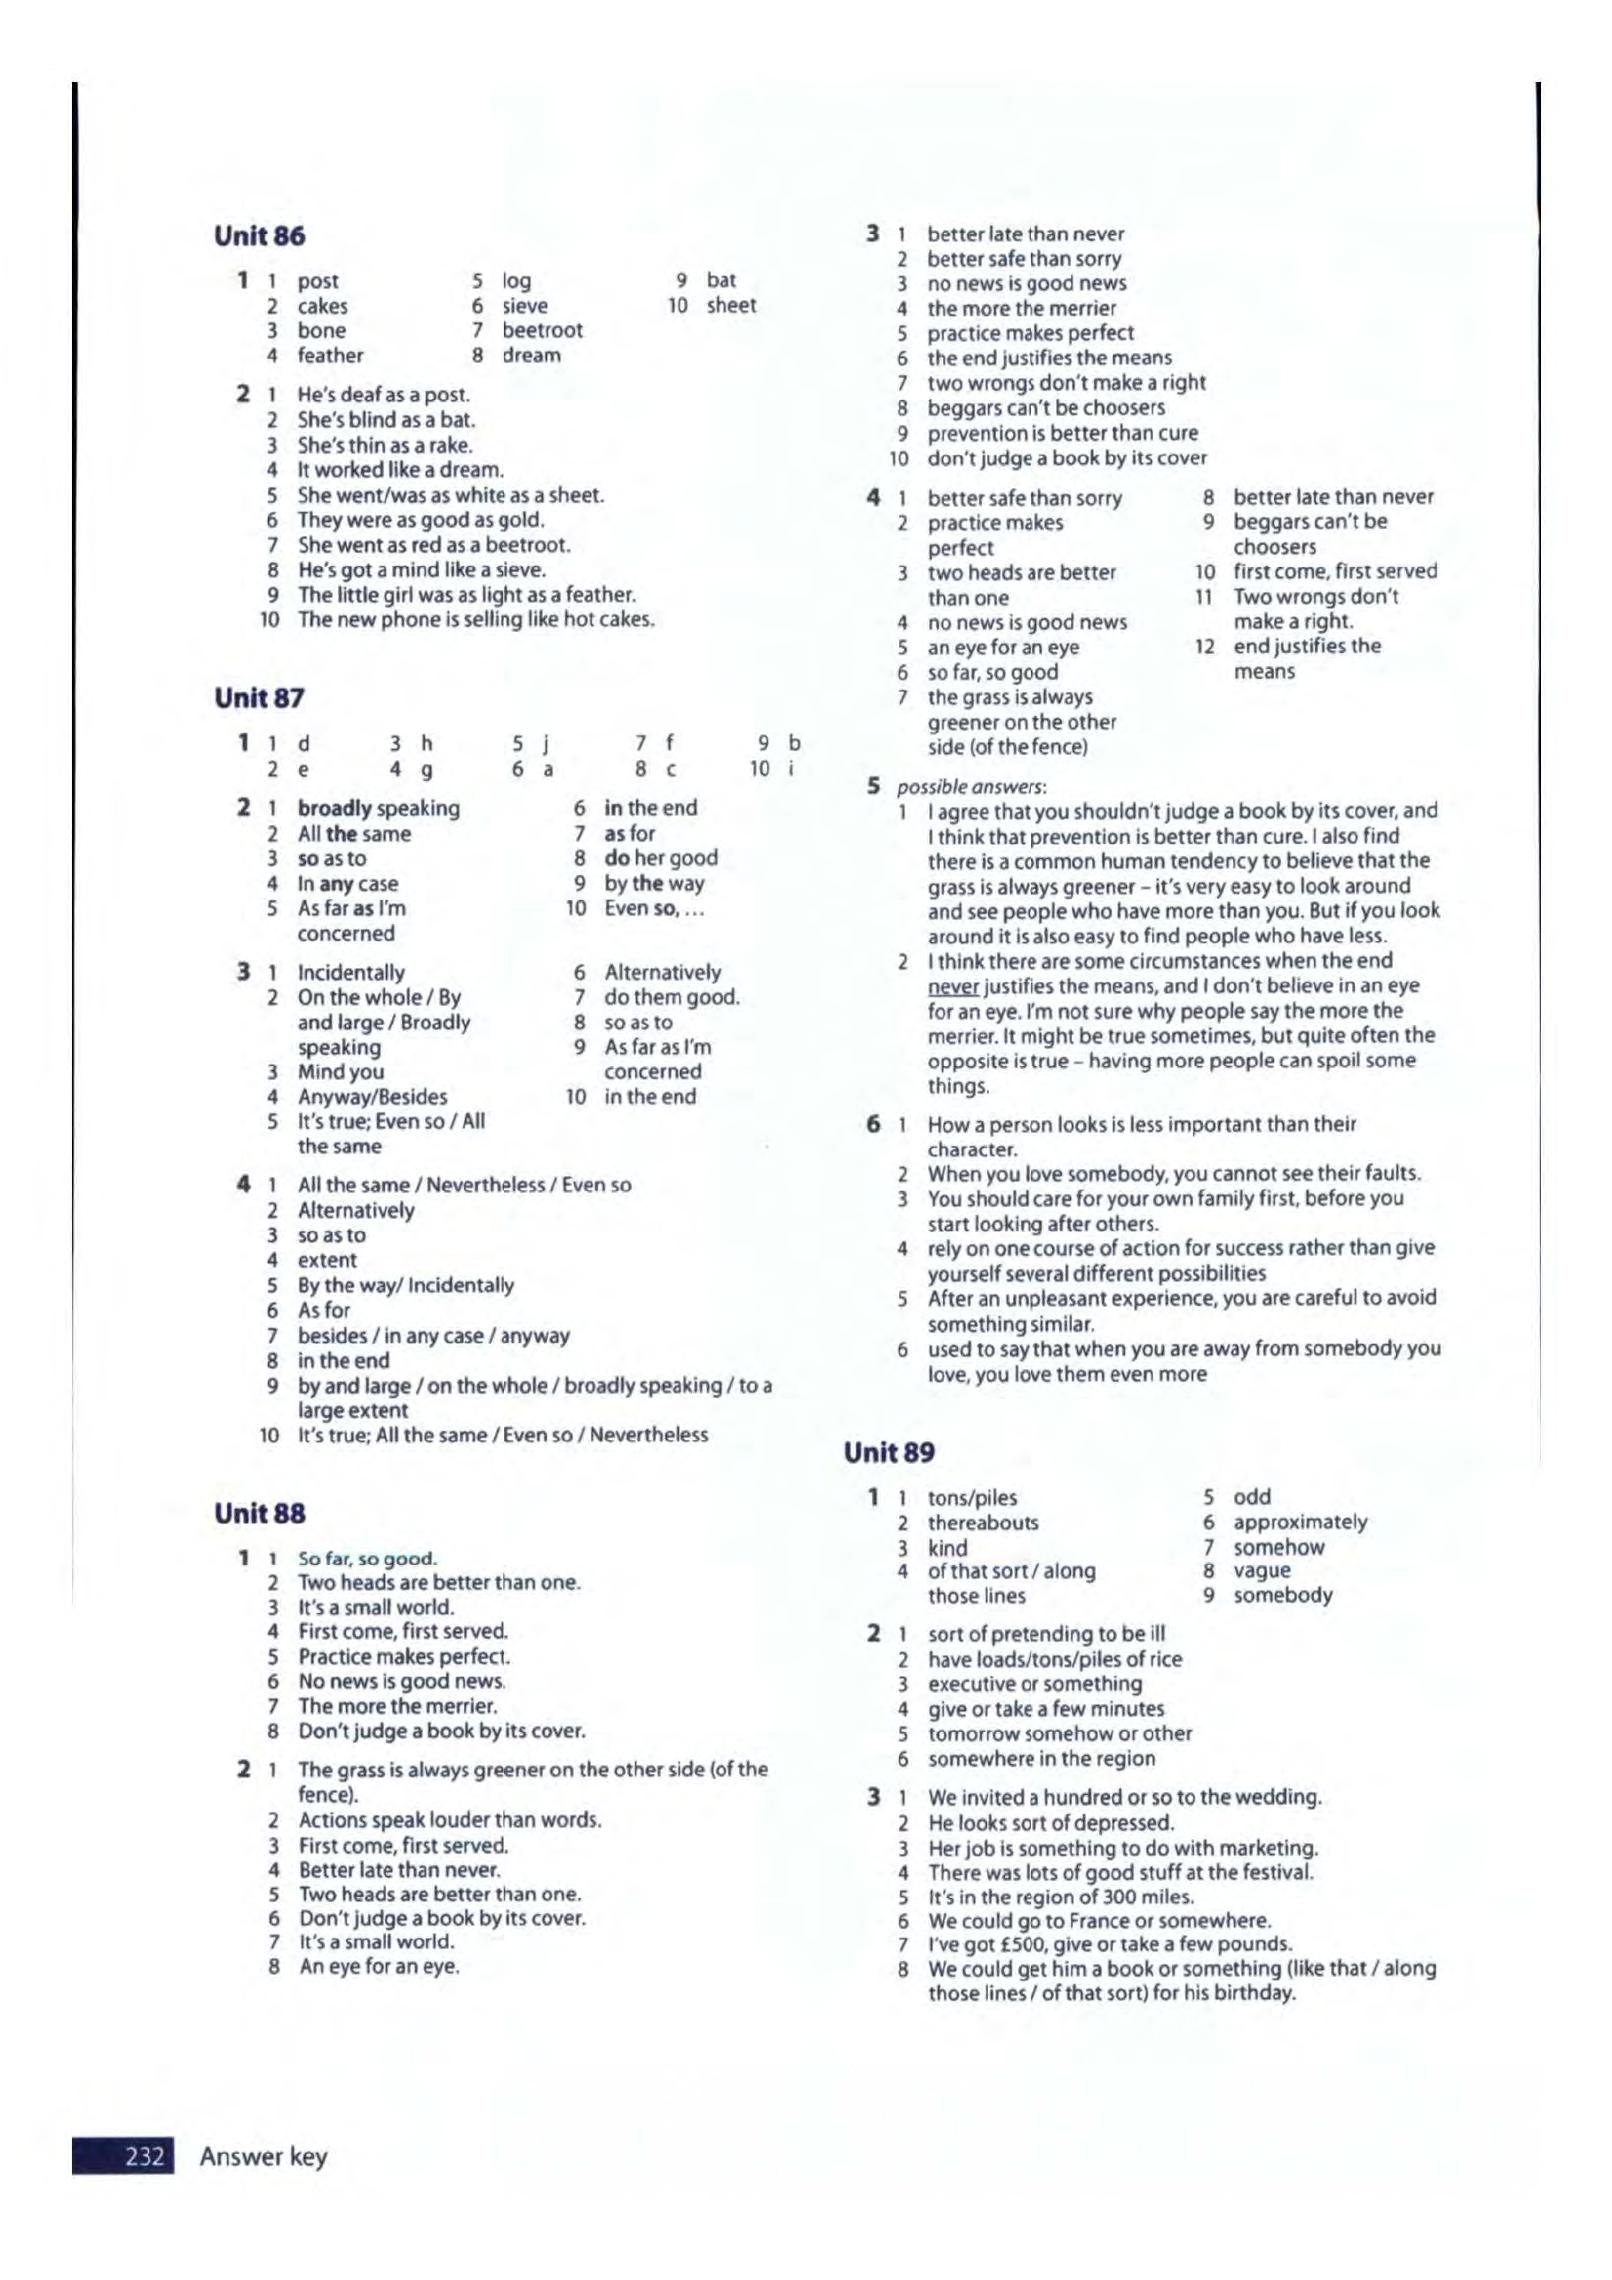 Unit 86
1 1 post 5 log 9 bat
2 cakes 6 sieve 10 sheet
3 bone 7 beetroot
4 feather 8 dream
2 1 He's deaf as a post.
2 She's blind as a bat.
3 She's thin as a rake.
4 It worked like a dream.
5 She went/was as white as a sheet.
6 They were as good as gold.
7 She went as red as a beetroot.
8 He's got a mind like a sieve.
9 The little girl was as light as a feather.
10 The new phone is selling like hot cakes.
Unit 87
1 1 d 3 h 5 j 7 f 9 b
2 e 4 g 6 a 8 c 10 i
2 1 broadly speaking 6 in the end
2 All the same 7 as for
3 so as to 8 do her good
4 In any case 9 by the way
5 As far as I'm 10 Even so, ...
concerned
3 1 Incidentally 6 Alternatively
2 On the whole / By 7 do them good.
and large / Broadly 8 so as to
speaking 9 As far as I'm
3 Mind you concerned
4 Anyway/Besides 10 in the end
5 It's true; Even so / All
the same
4 1 All the same / Nevertheless / Even so
2 Alternatively
3 so as to
4 extent
5 By the way/ Incidentally
6 As for
7 besides / in any case / anyway
8 in the end
9 by and large / on the whole / broadly speaking / to a
large extent
10 It's true; All the same / Even so / Nevertheless
Unit 88
1 1 So far, so good.
2 Two heads are better than one.
3 It's a small world.
4 First come, first served.
5 Practice makes perfect.
6 No news is good news.
7 The more the merrier.
8 Don't judge a book by its cover.
2 1 The grass is always greener on the other side (of the
fence).
2 Actions speak louder than words.
3 First come, first served.
4 Better late than never.
5 Two heads are better than one.
6 Don't judge a book by its cover.
7 It's a small world.
8 An eye for an eye.
3 1 better late than never
2 better safe than sorry
3 no news is good news
4 the more the merrier
5 practice makes perfect
6 the end justifies the means
7 two wrongs don't make a right
8 beggars can't be choosers
9 prevention is better than cure
10 don't judge a book by its cover
4 1 better safe than sorry 8 better late than never
2 practice makes 9 beggars can't be
perfect choosers
3 two heads are better 10 first come, first served
than one 11 Two wrongs don't
4 no news is good news make a right.
5 an eye for an eye 12 end justifies the
6 so far, so good means
7 the grass is always
greener on the other
side (of the fence)
5 possible answers:
1 I agree that you shouldn't judge a book by its cover, and
I think that prevention is better than cure. I also find
there is a common human tendency to believe that the
grass is always greener – it's very easy to look around
and see people who have more than you. But if you look
around it is also easy to find people who have less.
2 I think there are some circumstances when the end
never justifies the means, and I don't believe in an eye
for an eye. I'm not sure why people say the more the
merrier. It might be true sometimes, but quite often the
opposite is true – having more people can spoil some
things.
6 1 How a person looks is less important than their
character.
2 When you love somebody, you cannot see their faults.
3 You should care for your own family first, before you
start looking after others.
4 rely on one course of action for success rather than give
yourself several different possibilities
5 After an unpleasant experience, you are careful to avoid
something similar.
6 used to say that when you are away from somebody you
love, you love them even more
Unit 89
1 1 tons/piles 5 odd
2 thereabouts 6 approximately
3 kind 7 somehow
4 of that sort / along 8 vague
those lines 9 somebody
2 1 sort of pretending to be ill
2 have loads/tons/piles of rice
3 executive or something
4 give or take a few minutes
5 tomorrow somehow or other
6 somewhere in the region
3 1 We invited a hundred or so to the wedding.
2 He looks sort of depressed.
3 Her job is something to do with marketing.
4 There was lots of good stuff at the festival.
5 It's in the region of 300 miles.
6 We could go to France or somewhere.
7 I've got £500, give or take a few pounds.
8 We could get him a book or something (like that / along
those lines / of that sort) for his birthday.
232 Answer key